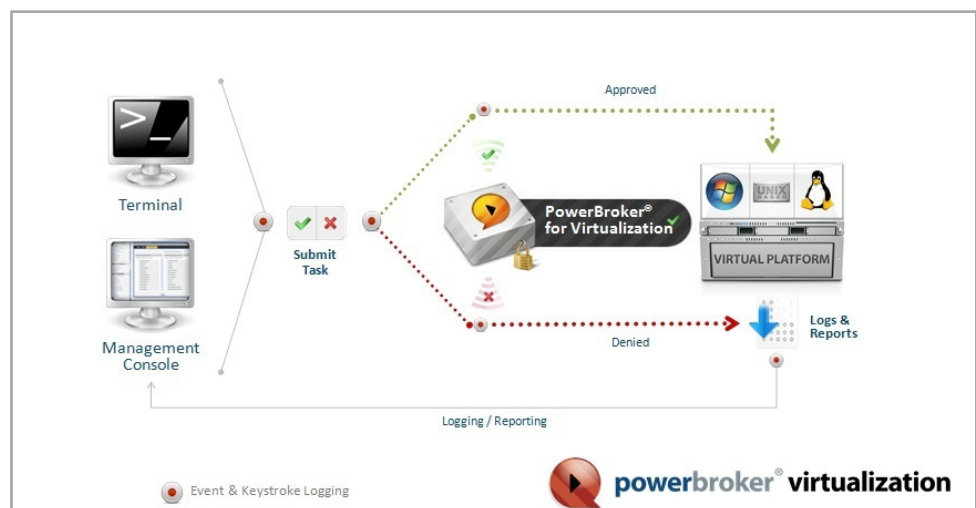 Approved
>_
Terminal
PowerBroker®
for Virtualization
UNIX
BASED
Submit
Task
VIRTUAL PLATFORM
Management
Console
Logs &
Reports
Denied
Logging / Reporting
Event & Keystroke Logging
powerbroker® virtualization